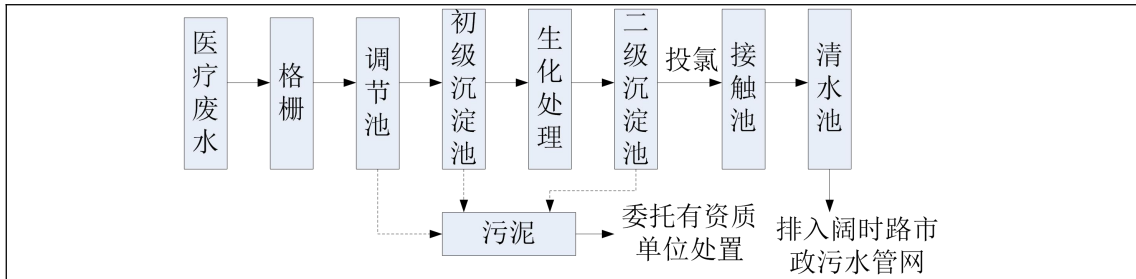 医疗废水
格栅
调节池
初级沉淀池
生化处理
二级沉淀池
投氯
接触池
清水池
污泥
委托有资质
单位处置
排入阔时路市
政污水管网